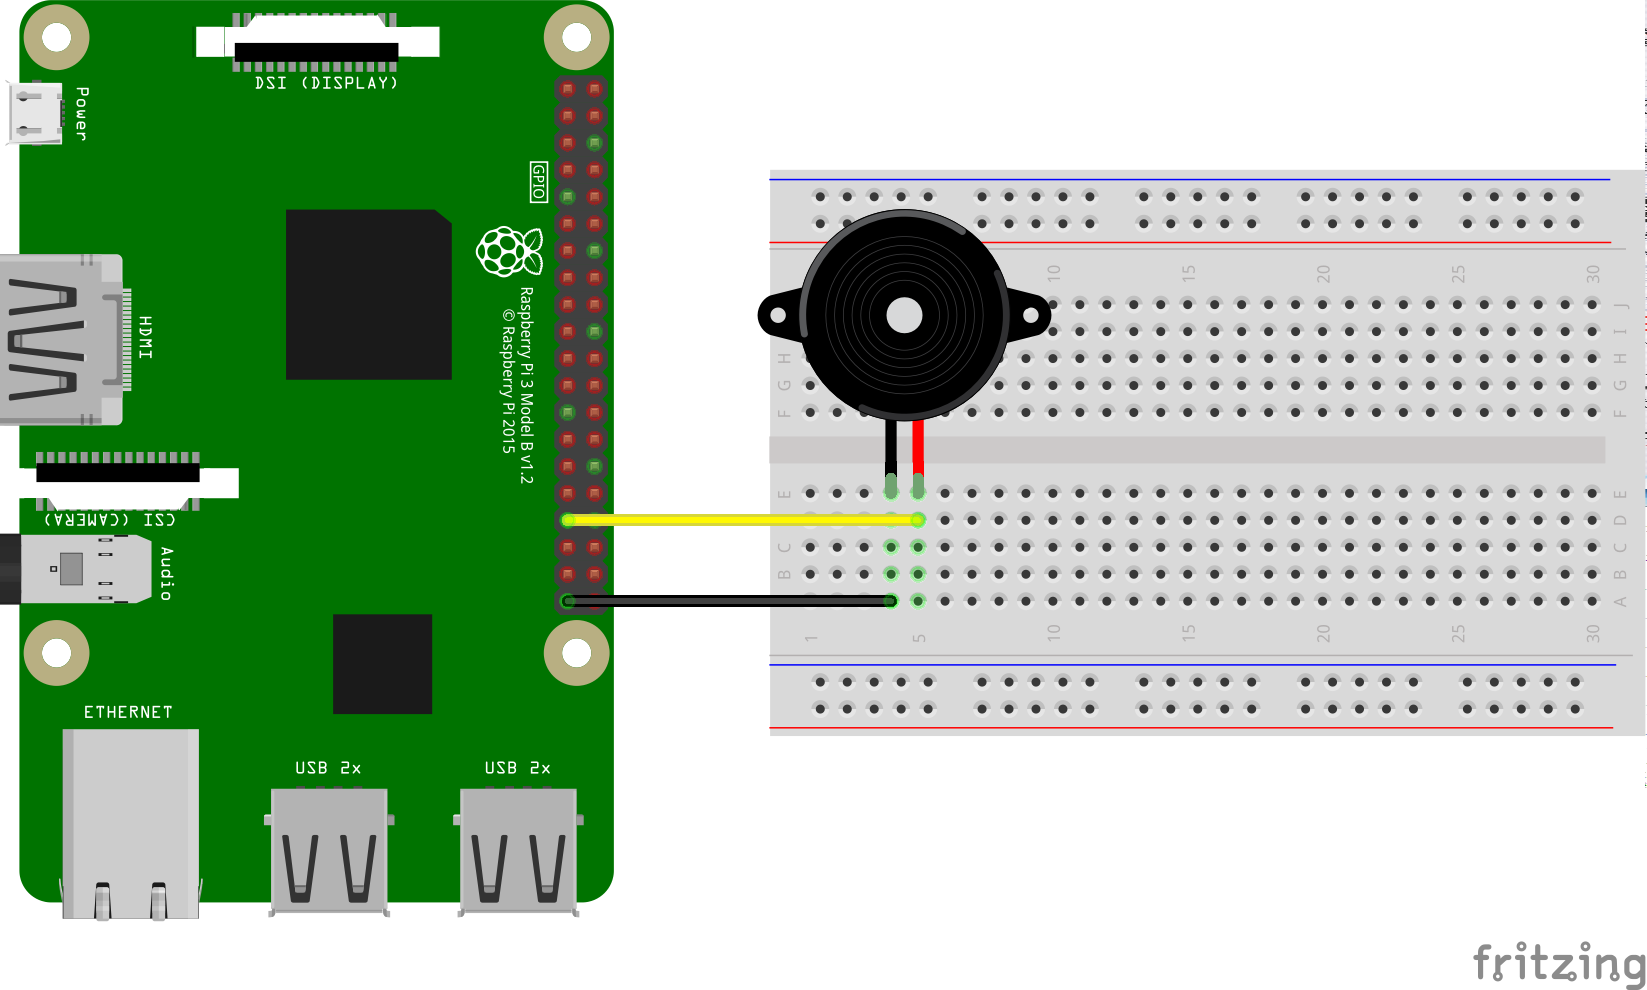 DSI (DISPLAY)
Power
GPIO
HDMI
Raspberry Pi 3 Model B v1.2
© Raspberry Pi 2015
CSI (CAMERA)
Audio
ETHERNET
USB 2x
USB 2x
10 15 20 25 30
J
I
H H
G G
F F
E E
D
C C
B B
A
1 5 10 15 20 25 30
fritzing